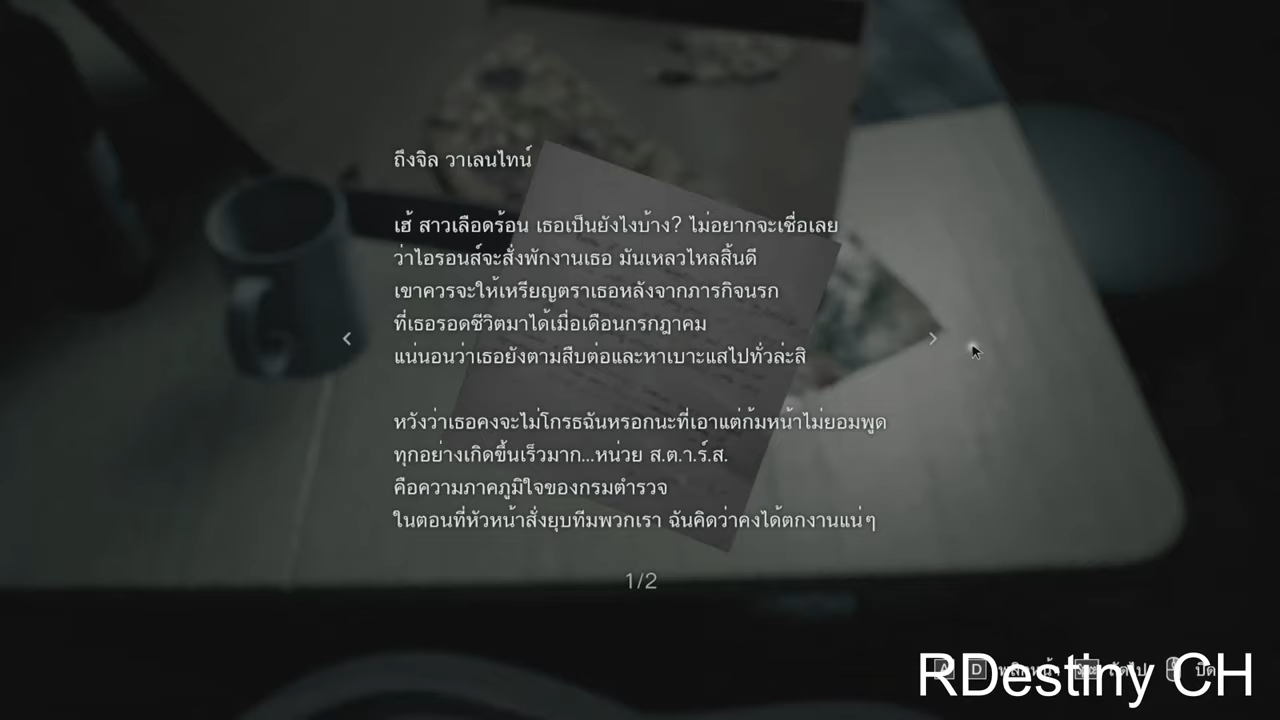 ถึงจิล วาเลนไทน์
เฮ้ สาวเลือดร้อน เธอเป็นยังไงบ้าง? ไม่อยากจะเชื่อเลย
ว่าไอรอนส์จะสั่งพักงานเธอ มันเหลวไหลสิ้นดี
เขาควรจะให้เหรียญตราเธอหลังจากภารกิจนรก
ที่เธอรอดชีวิตมาได้เมื่อเดือนกรกฎาคม
แน่นอนว่าเธอยังตามสืบต่อและหาเบาะแสไปทั่วล่ะสิ
หวังว่าเธอคงจะไม่โกรธฉันหรอกนะที่เอาแต่ก้มหน้าไม่ยอมพูด
ทุกอย่างเกิดขึ้นเร็วมาก...หน่วย ส.ต.า.ร์.ส.
คือความภาคภูมิใจของกรมตำรวจ
ในตอนที่หัวหน้าสั่งยุบทีมพวกเรา ฉันคิดว่าคงได้ตกงานแน่ๆ
1/2
A D ปิด
RDestiny CH